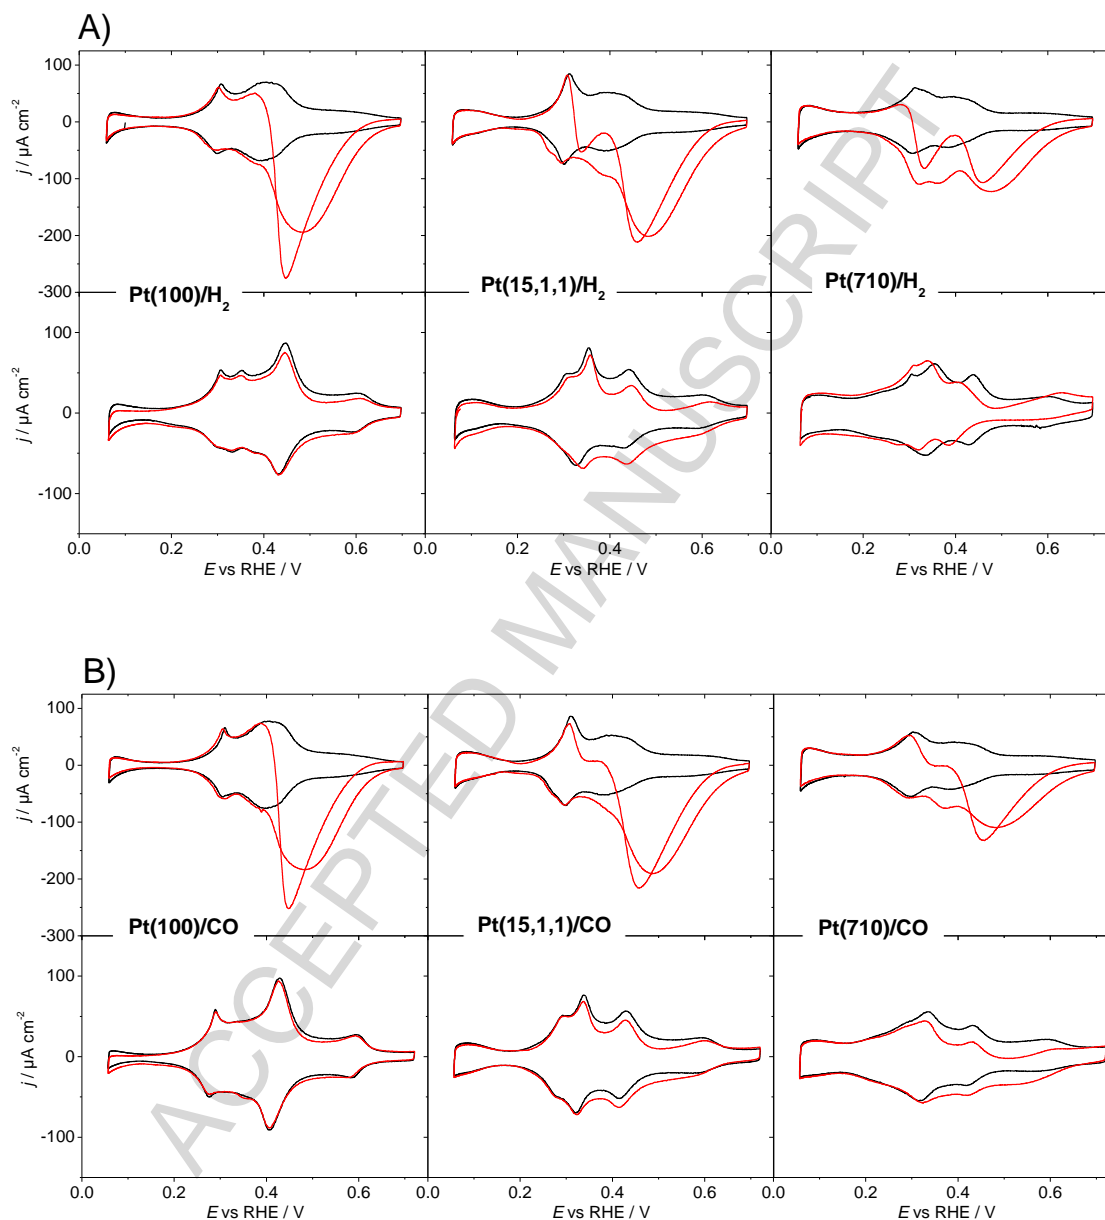 A)
100
0
-100
-200
-300
j / µA cm⁻²
Pt(100)/H₂
Pt(15,1,1)/H₂
Pt(710)/H₂
100
0
-100
j / µA cm⁻²
0.0 0.2 0.4 0.6 0.0 0.2 0.4 0.6 0.0 0.2 0.4 0.6
E vs RHE / V
E vs RHE / V
E vs RHE / V
B)
100
0
-100
-200
-300
j / µA cm⁻²
Pt(100)/CO
Pt(15,1,1)/CO
Pt(710)/CO
100
0
-100
j / µA cm⁻²
0.0 0.2 0.4 0.6 0.0 0.2 0.4 0.6 0.0 0.2 0.4 0.6
E vs RHE / V
E vs RHE / V
E vs RHE / V
ACCEPTED MANUSCRIPT